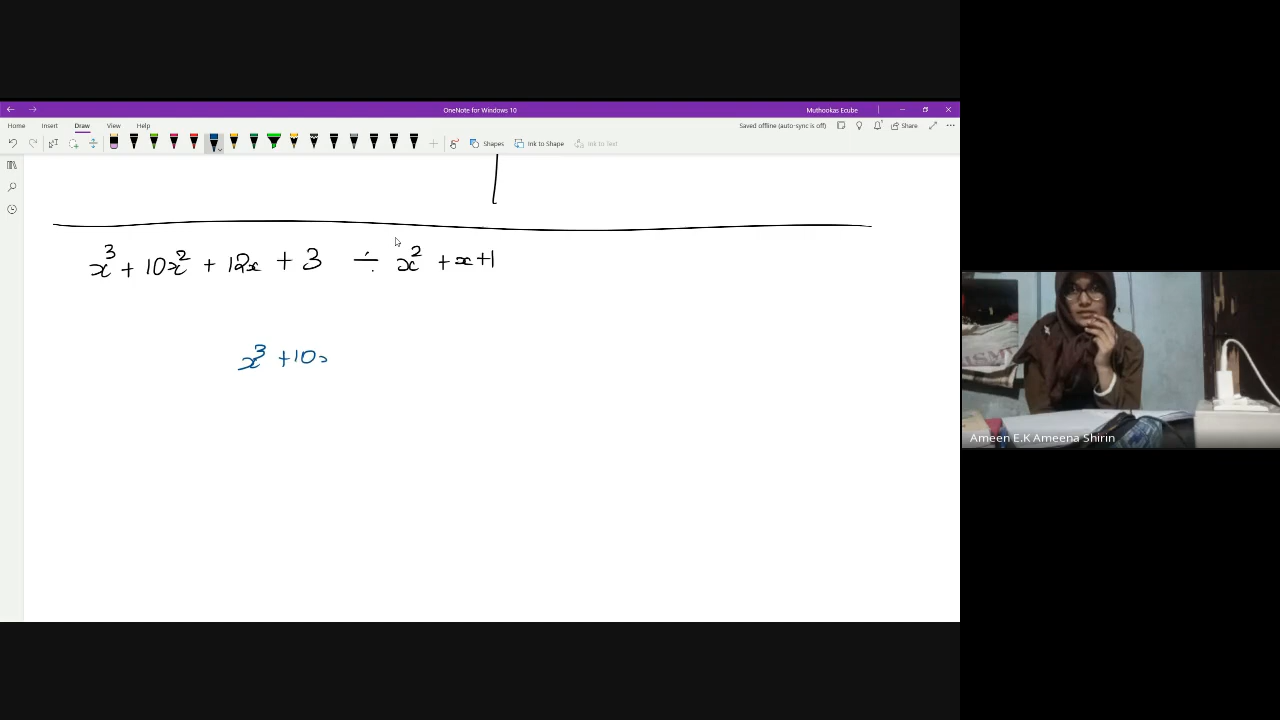 OneNote for Windows 10
Muthookas Ecube
Home Insert Draw View Help
Saved offline (auto-sync is off)
Share
Shapes
Ink to Shape
Ink to Text
x³ + 10x² + 12x + 3 ÷ x² + x + 1
x³ + 10x
Ameen E.K Ameena Shirin